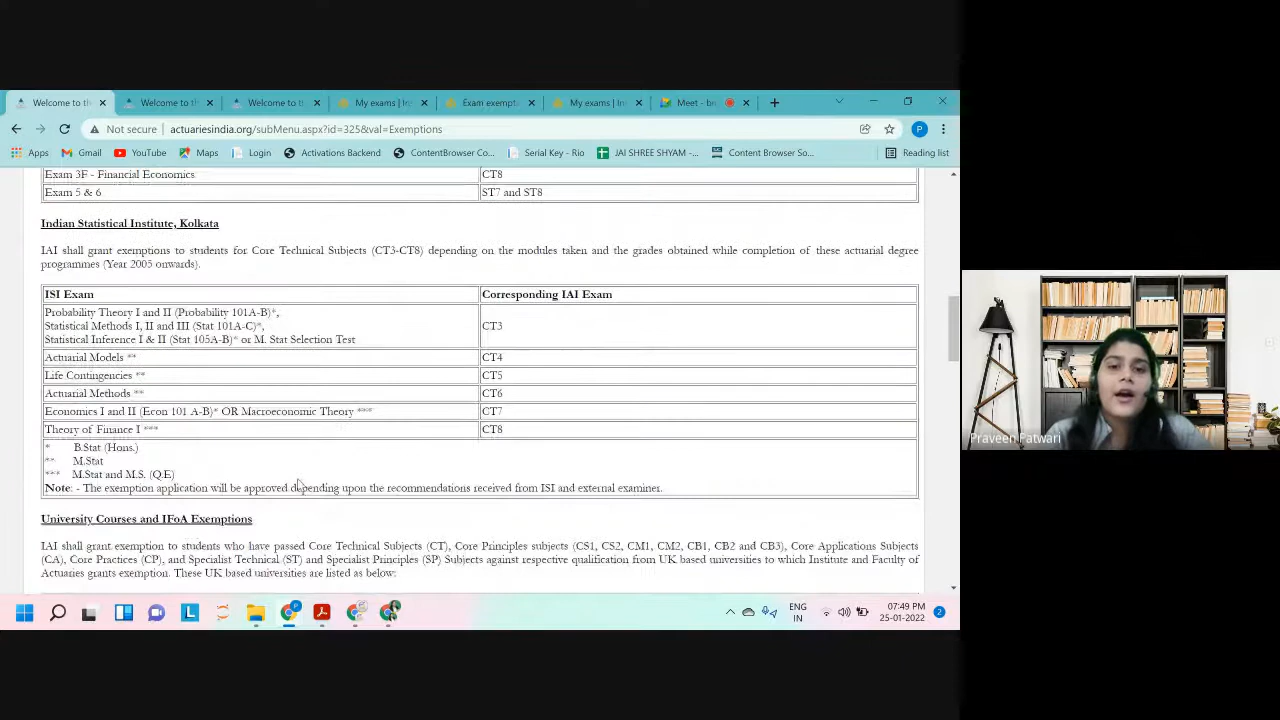 Welcome to th
Welcome to th
Welcome to th
My exams | Ins
Exam exempt
My exams | Ins
Meet - br
Not secure | actuariesindia.org/subMenu.aspx?id=325&val=Exemptions
P
Apps
Gmail
YouTube
Maps
Login
Activations Backend
ContentBrowser Co...
Serial Key - Rio
JAI SHREE SHYAM -...
Content Browser So...
Reading list
Exam 3F - Financial Economics CT8
Exam 5 & 6 ST7 and ST8
Indian Statistical Institute, Kolkata
IAI shall grant exemptions to students for Core Technical Subjects (CT3-CT8) depending on the modules taken and the grades obtained while completion of these actuarial degree
programmes (Year 2005 onwards).
ISI Exam Corresponding IAI Exam
Probability Theory I and II (Probability 101A-B)*,
Statistical Methods I, II and III (Stat 101A-C)*, CT3
Statistical Inference I & II (Stat 105A-B)* or M. Stat Selection Test
Actuarial Models ** CT4
Life Contingencies ** CT5
Actuarial Methods ** CT6
Economics I and II (Econ 101 A-B)* OR Macroeconomic Theory *** CT7
Theory of Finance I *** CT8
* B.Stat (Hons.)
** M.Stat
*** M.Stat and M.S. (Q.E)
Note: - The exemption application will be approved depending upon the recommendations received from ISI and external examiner.
University Courses and IFoA Exemptions
IAI shall grant exemption to students who have passed Core Technical Subjects (CT), Core Principles subjects (CS1, CS2, CM1, CM2, CB1, CB2 and CB3), Core Applications Subjects
(CA), Core Practices (CP), and Specialist Technical (ST) and Specialist Principles (SP) Subjects against respective qualification from UK based universities to which Institute and Faculty of
Actuaries grants exemption. These UK based universities are listed as below:
Praveen Patwari
ENG
IN
07:49 PM
25-01-2022
2